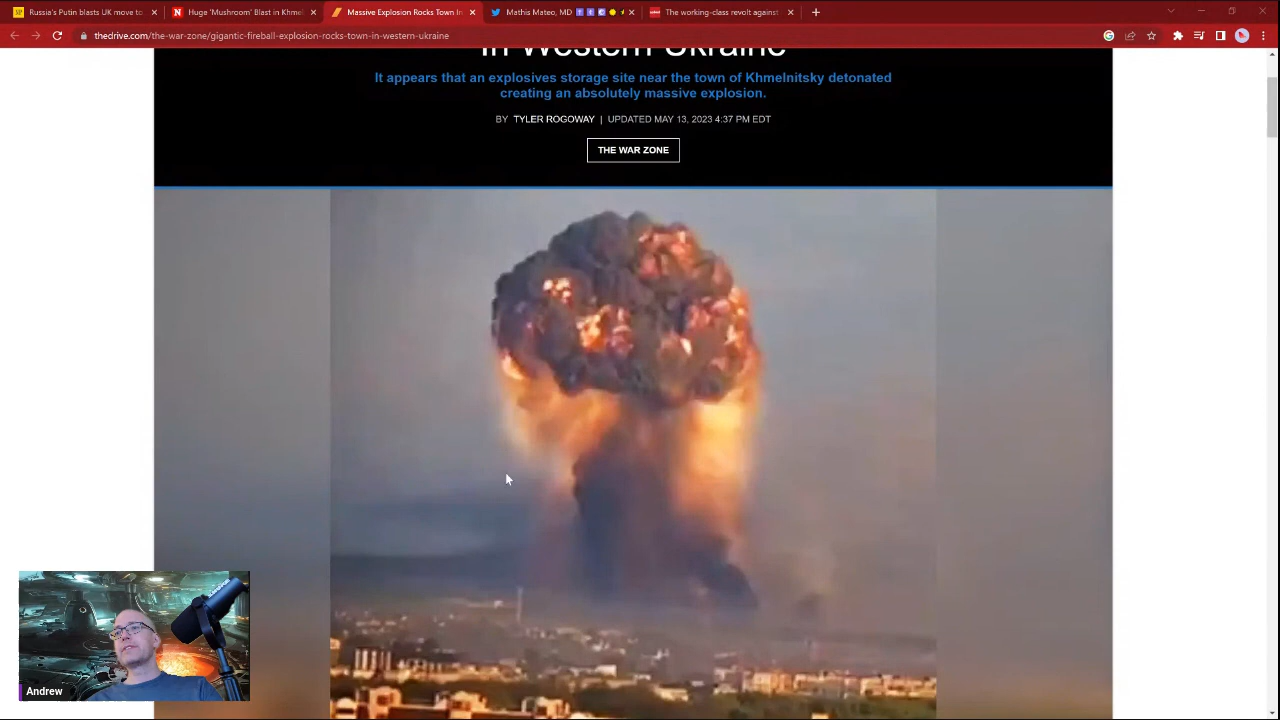 Russia's Putin blasts UK move to
Huge 'Mushroom' Blast in Khmel
Massive Explosion Rocks Town In
Mathis Mateo, MD
The working-class revolt against
thedrive.com/the-war-zone/gigantic-fireball-explosion-rocks-town-in-western-ukraine
In Western Ukraine
It appears that an explosives storage site near the town of Khmelnitsky detonated
creating an absolutely massive explosion.
BY TYLER ROGOWAY | UPDATED MAY 13, 2023 4:37 PM EDT
THE WAR ZONE
Andrew